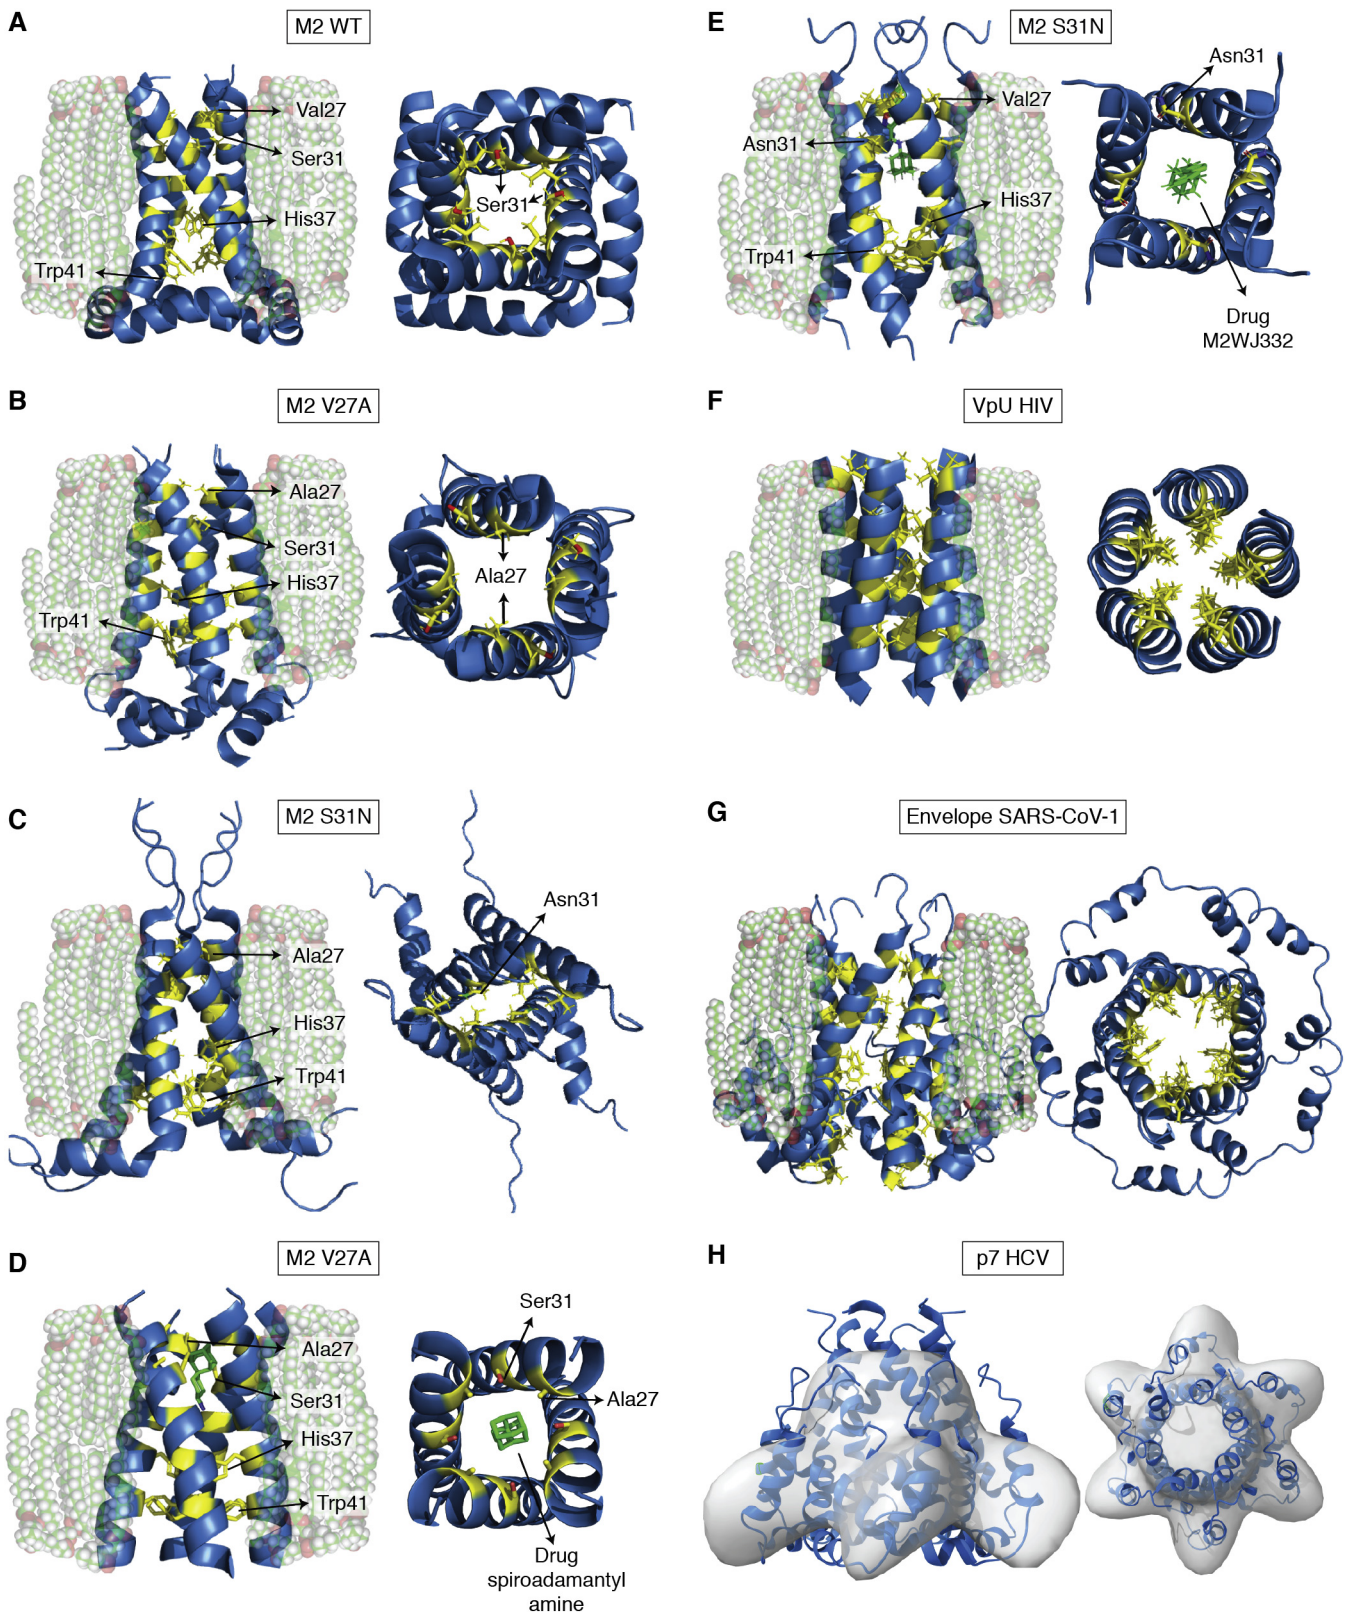 A
M2 WT
Val27
Ser31
His37
Trp41
Ser31
B
M2 V27A
Ala27
Ser31
His37
Trp41
Ala27
C
M2 S31N
Asn31
Ala27
His37
Trp41
D
M2 V27A
Ala27
Ser31
His37
Trp41
Ser31
Ala27
Drug
spiroadamantyl
amine
E
M2 S31N
Val27
Asn31
His37
Trp41
Asn31
Drug
M2WJ332
F
VpU HIV
G
Envelope SARS-CoV-1
H
p7 HCV